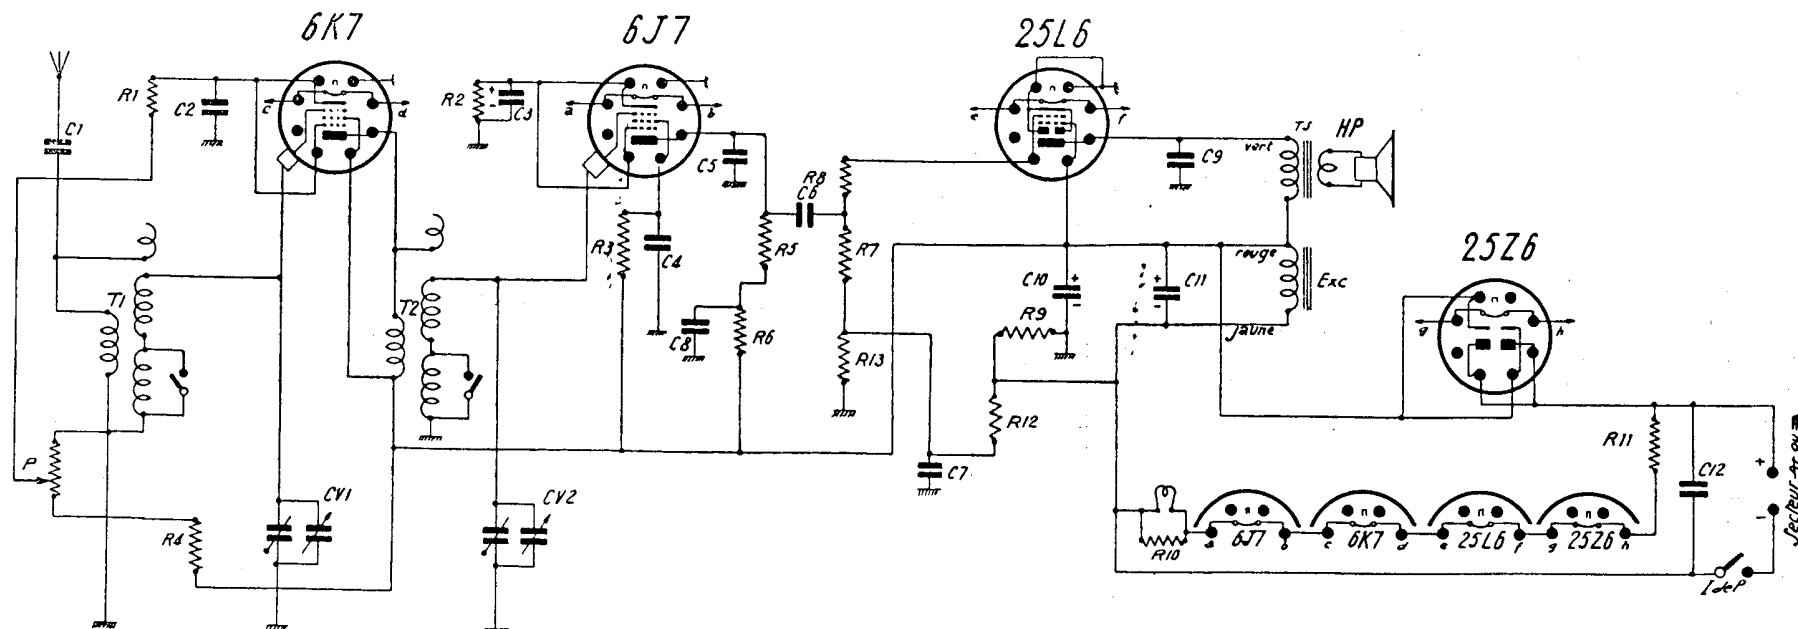 6K7
6J7
25L6
25Z6
R1
C2
C1
c
d
R2
+
-
C3
a
b
C5
e
f
R8
C6
C9
vert
TS
HP
T1
T2
R3
C4
R5
R7
C10
+
-
+
-
C11
rouge
Exc
jaune
g
h
C8
R6
R9
R13
R12
C7
P
R4
CV1
CV2
R10
a
6J7
b
c
6K7
d
e
25L6
f
g
25Z6
h
R11
C12
+
-
Secteur
I de P